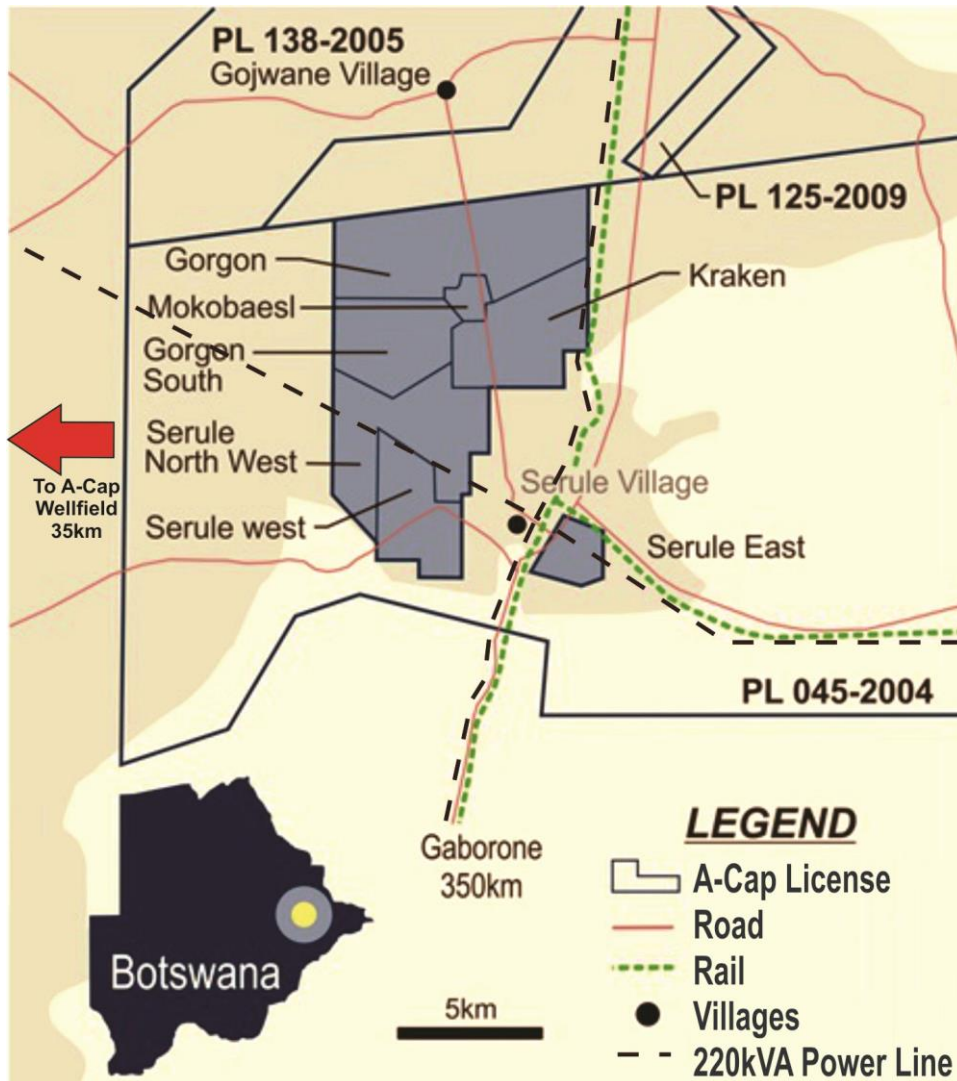 PL 138-2005
Gojwane Village
PL 125-2009
Gorgon
Kraken
Mokobaesl
Gorgon
South
Serule
North West
To A-Cap
Wellfield
35km
Serule Village
Serule west
Serule East
PL 045-2004
Gaborone
350km
Botswana
5km
LEGEND
A-Cap License
Road
Rail
Villages
220kVA Power Line